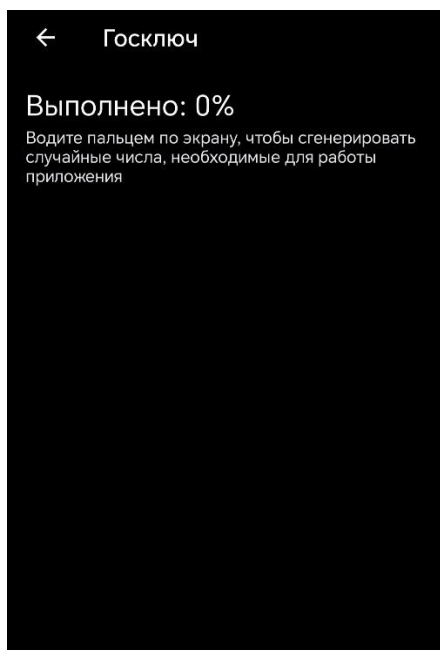 Госключ
Выполнено: 0%
Водите пальцем по экрану, чтобы сгенерировать
случайные числа, необходимые для работы
приложения